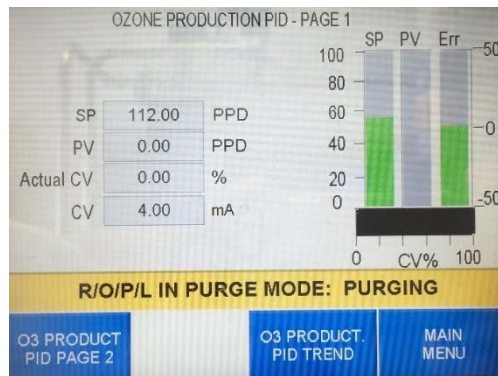 OZONE PRODUCTION PID - PAGE 1
SP PV Err
100
80
60
40
20
0
50
0
-50
SP 112.00 PPD
PV 0.00 PPD
Actual CV 0.00 %
CV 4.00 mA
0 CV% 100
R/O/P/L IN PURGE MODE: PURGING
O3 PRODUCT
PID PAGE 2
O3 PRODUCT.
PID TREND
MAIN
MENU